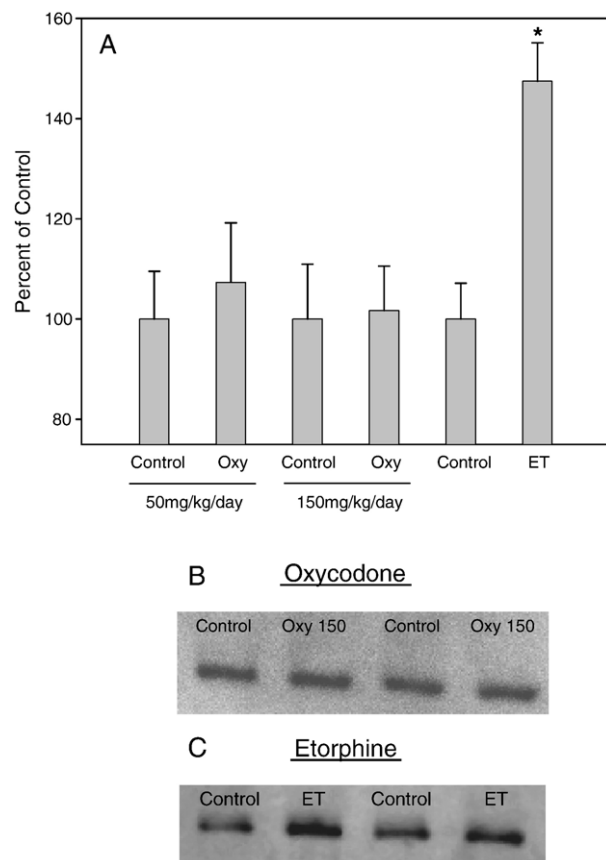 A
160
140
120
100
80
Percent of Control
*
Control Oxy Control Oxy Control ET
50mg/kg/day 150mg/kg/day
B Oxycodone
Control Oxy 150 Control Oxy 150
C Etorphine
Control ET Control ET